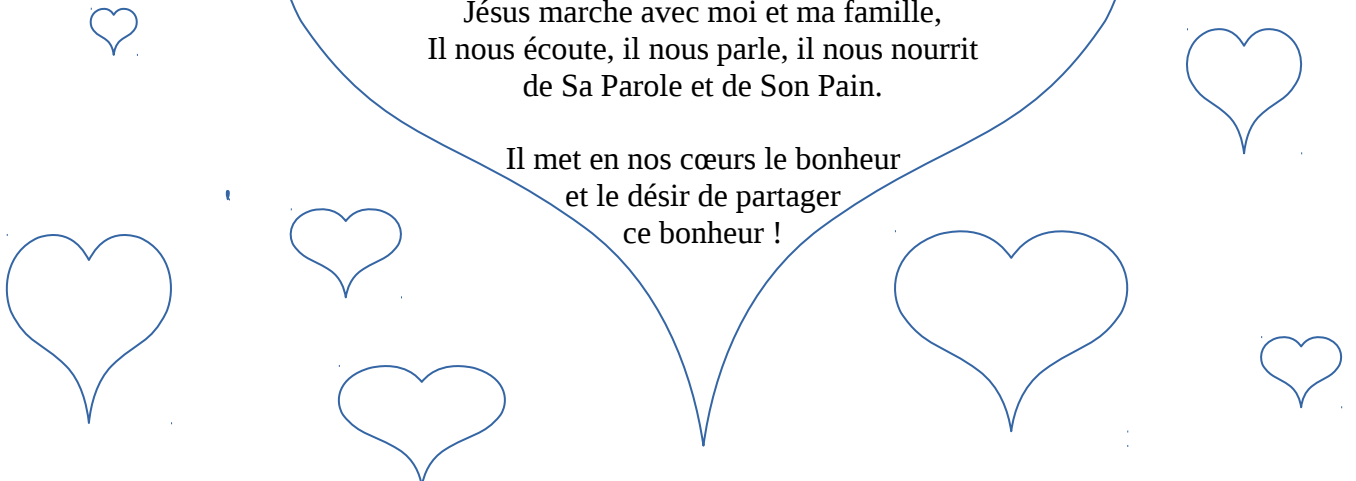 Jésus marche avec moi et ma famille,
Il nous écoute, il nous parle, il nous nourrit
de Sa Parole et de Son Pain.
Il met en nos cœurs le bonheur
et le désir de partager
ce bonheur !